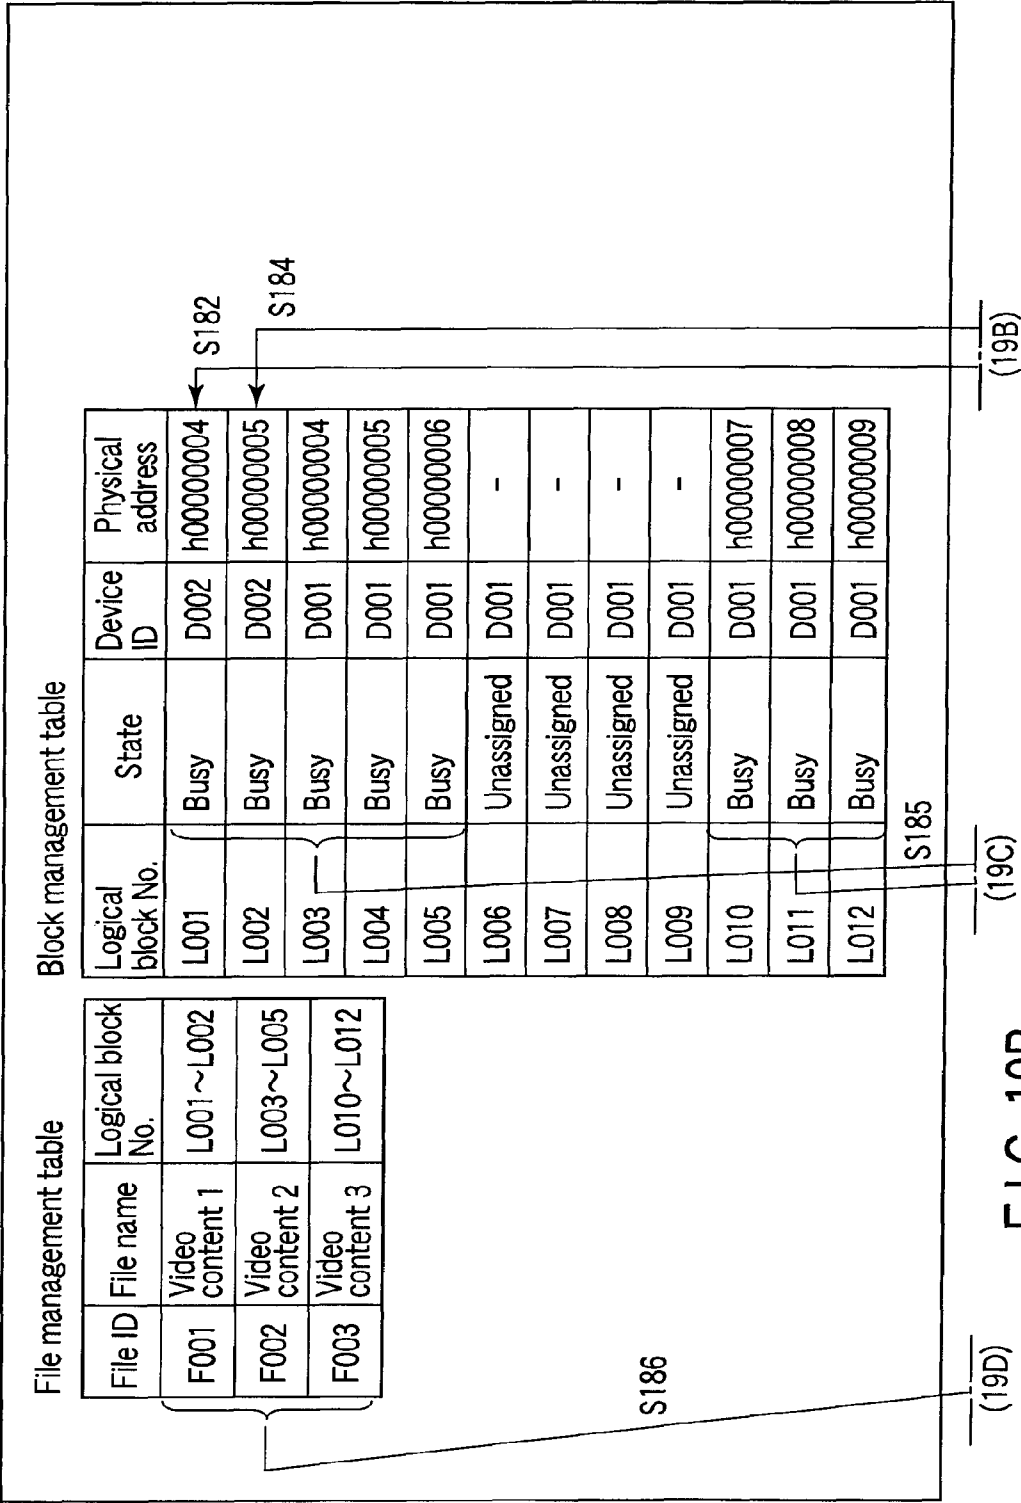 File management table
File ID File name Logical block
No.
F001 Video
content 1 L001~L002
F002 Video
content 2 L003~L005
F003 Video
content 3 L010~L012
Block management table
Logical
block No. State Device
ID Physical
address
L001 Busy D002 h00000004
L002 Busy D002 h00000005
L003 Busy D001 h00000004
L004 Busy D001 h00000005
L005 Busy D001 h00000006
L006 Unassigned D001 -
L007 Unassigned D001 -
L008 Unassigned D001 -
L009 Unassigned D001 -
L010 Busy D001 h00000007
L011 Busy D001 h00000008
L012 Busy D001 h00000009
S182
S184
S185
S186
(19D)
(19C)
(19B)